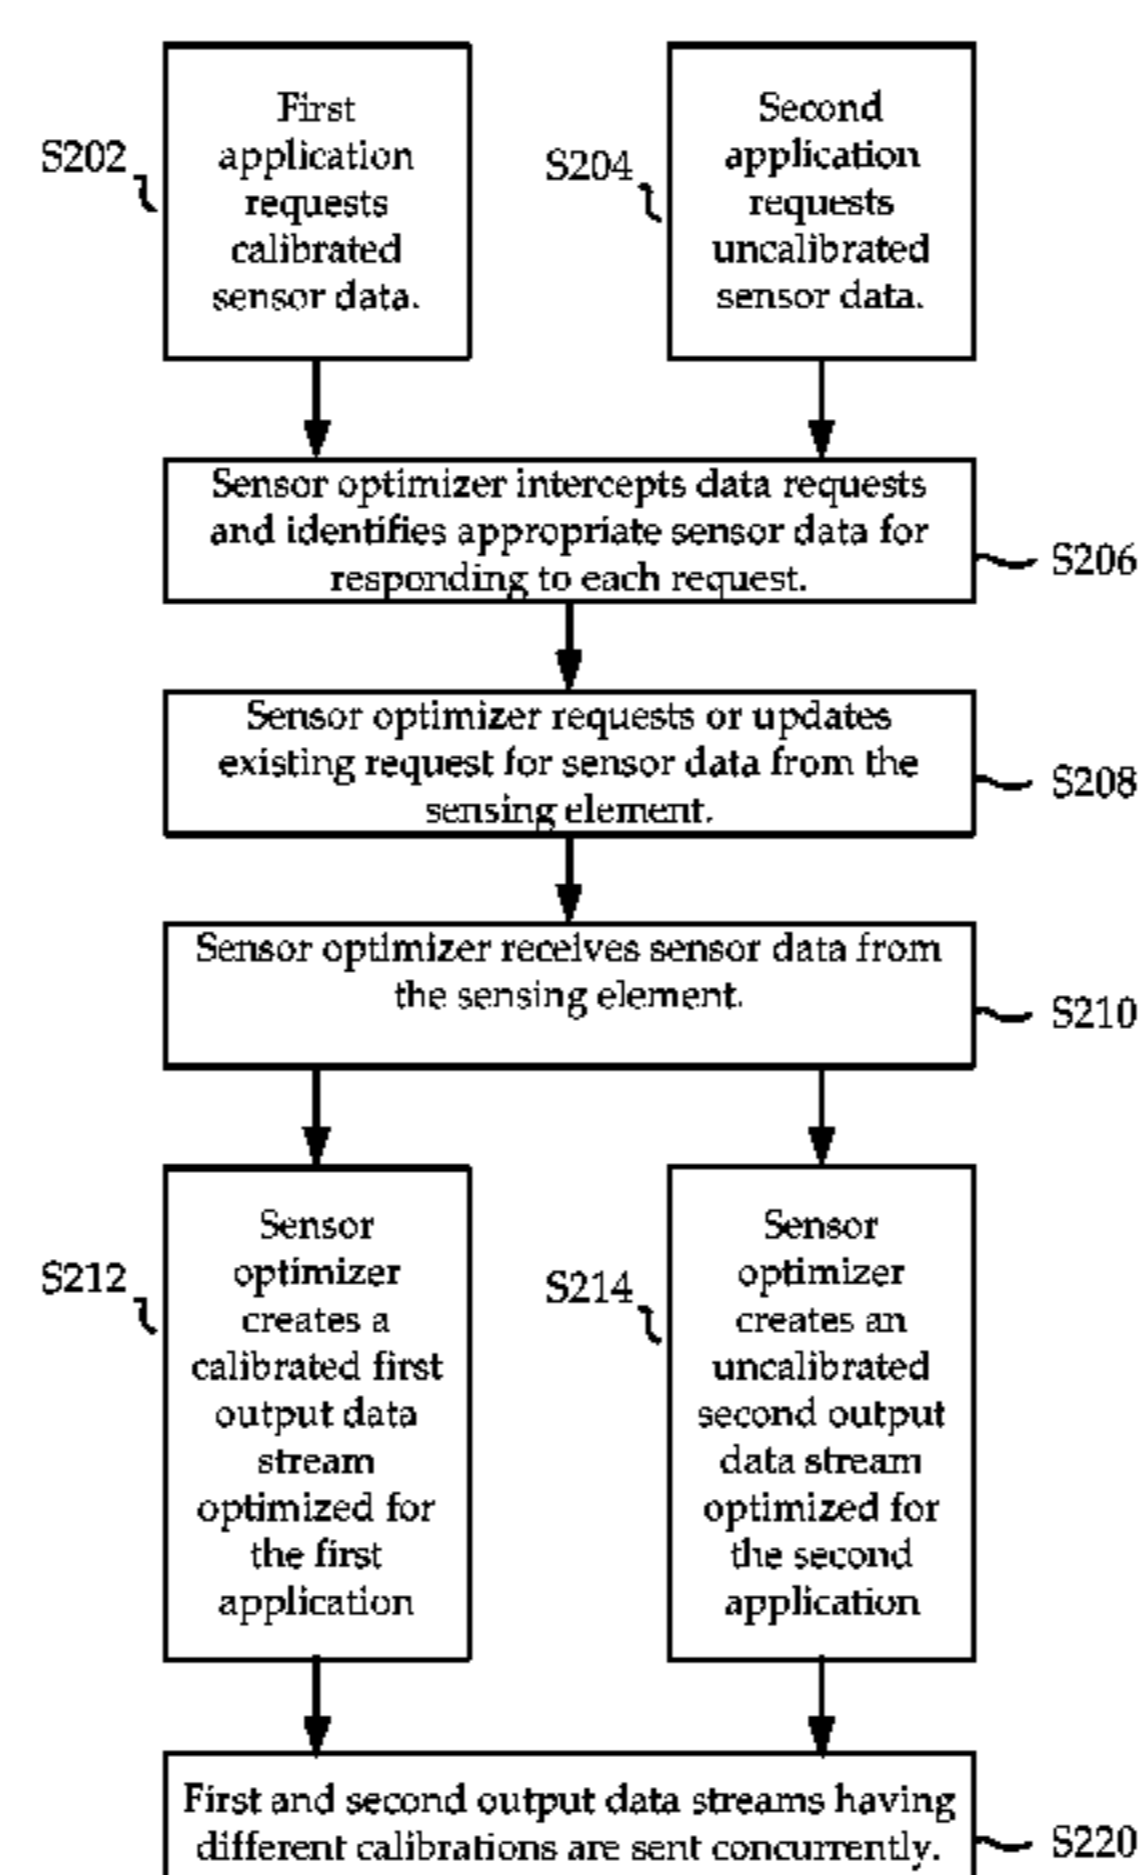 S202
First
application
requests
calibrated
sensor data.
S204
Second
application
requests
uncalibrated
sensor data.
Sensor optimizer intercepts data requests
and identifies appropriate sensor data for
responding to each request.
S206
Sensor optimizer requests or updates
existing request for sensor data from the
sensing element.
S208
Sensor optimizer receives sensor data from
the sensing element.
S210
S212
Sensor
optimizer
creates a
calibrated first
output data
stream
optimized for
the first
application
S214
Sensor
optimizer
creates an
uncalibrated
second output
data stream
optimized for
the second
application
First and second output data streams having
different calibrations are sent concurrently.
S220